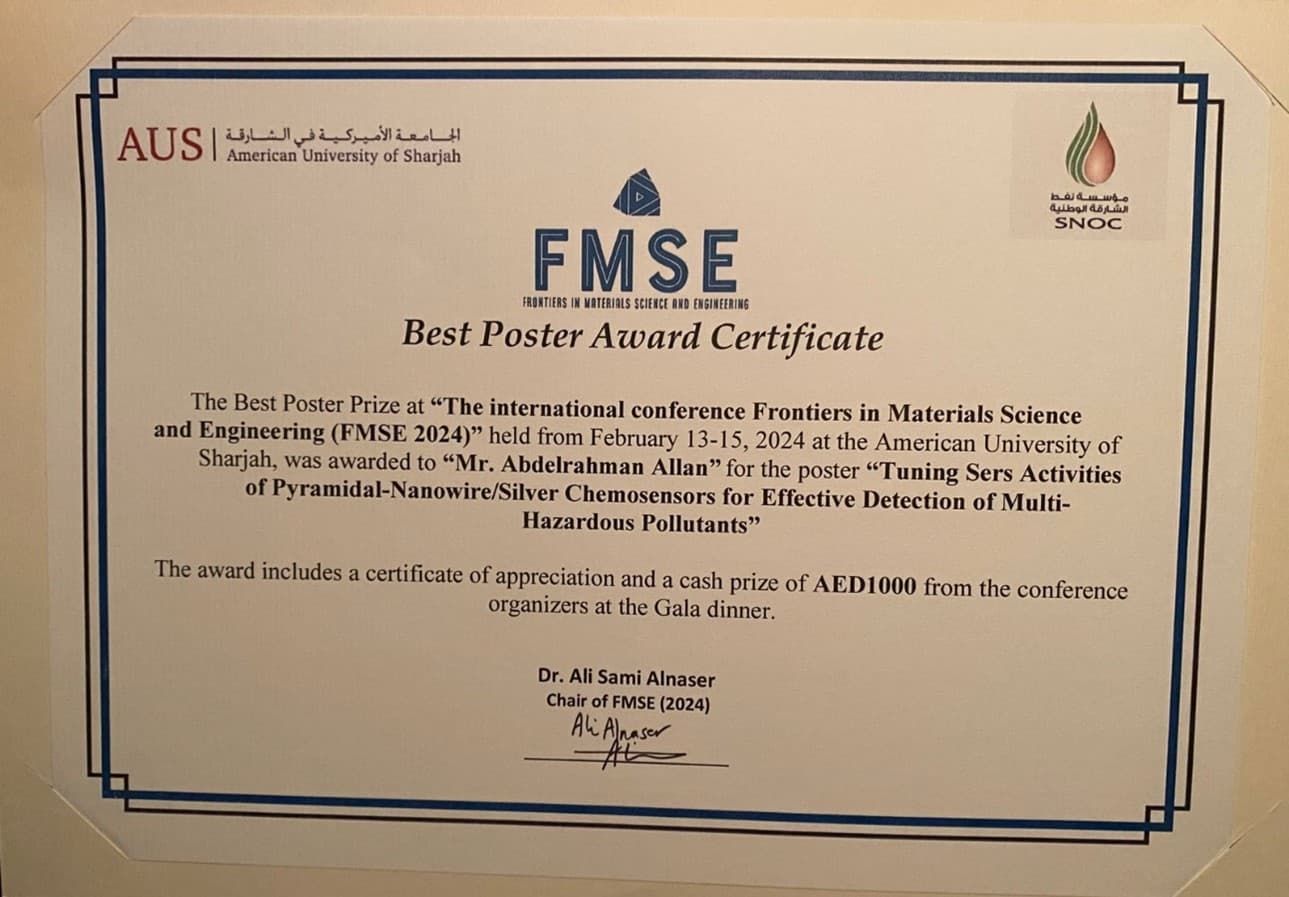 AUS
الجامعة الأميركية في الشارقة
American University of Sharjah
مؤسسة نفط
الشارقة الوطنية
SNOC
FMSE
FRONTIERS IN MATERIALS SCIENCE AND ENGINEERING
Best Poster Award Certificate
The Best Poster Prize at “The international conference Frontiers in Materials Science
and Engineering (FMSE 2024)” held from February 13-15, 2024 at the American University of
Sharjah, was awarded to “Mr. Abdelrahman Allan” for the poster “Tuning Sers Activities
of Pyramidal-Nanowire/Silver Chemosensors for Effective Detection of Multi-
Hazardous Pollutants”
The award includes a certificate of appreciation and a cash prize of AED1000 from the conference
organizers at the Gala dinner.
Dr. Ali Sami Alnaser
Chair of FMSE (2024)
Ali Alnaser